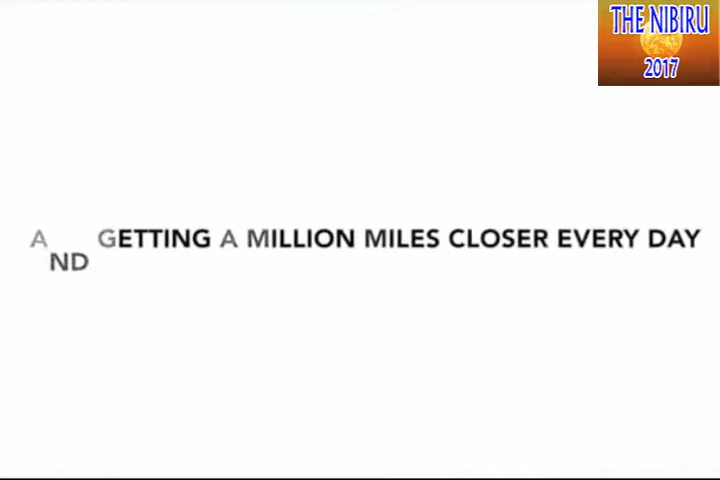 THE NIBIRU
2017
AND GETTING A MILLION MILES CLOSER EVERY DAY